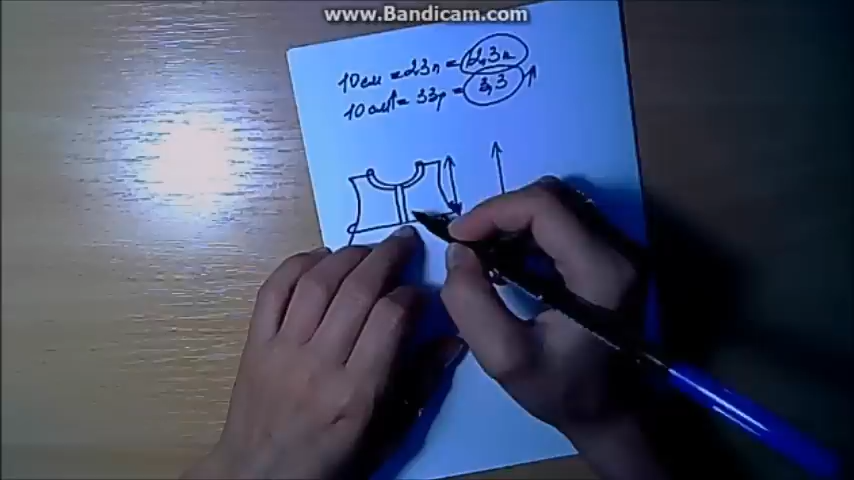 www.Bandicam.com
10см = 23п = 2,3п
10см = 33р = 3,3